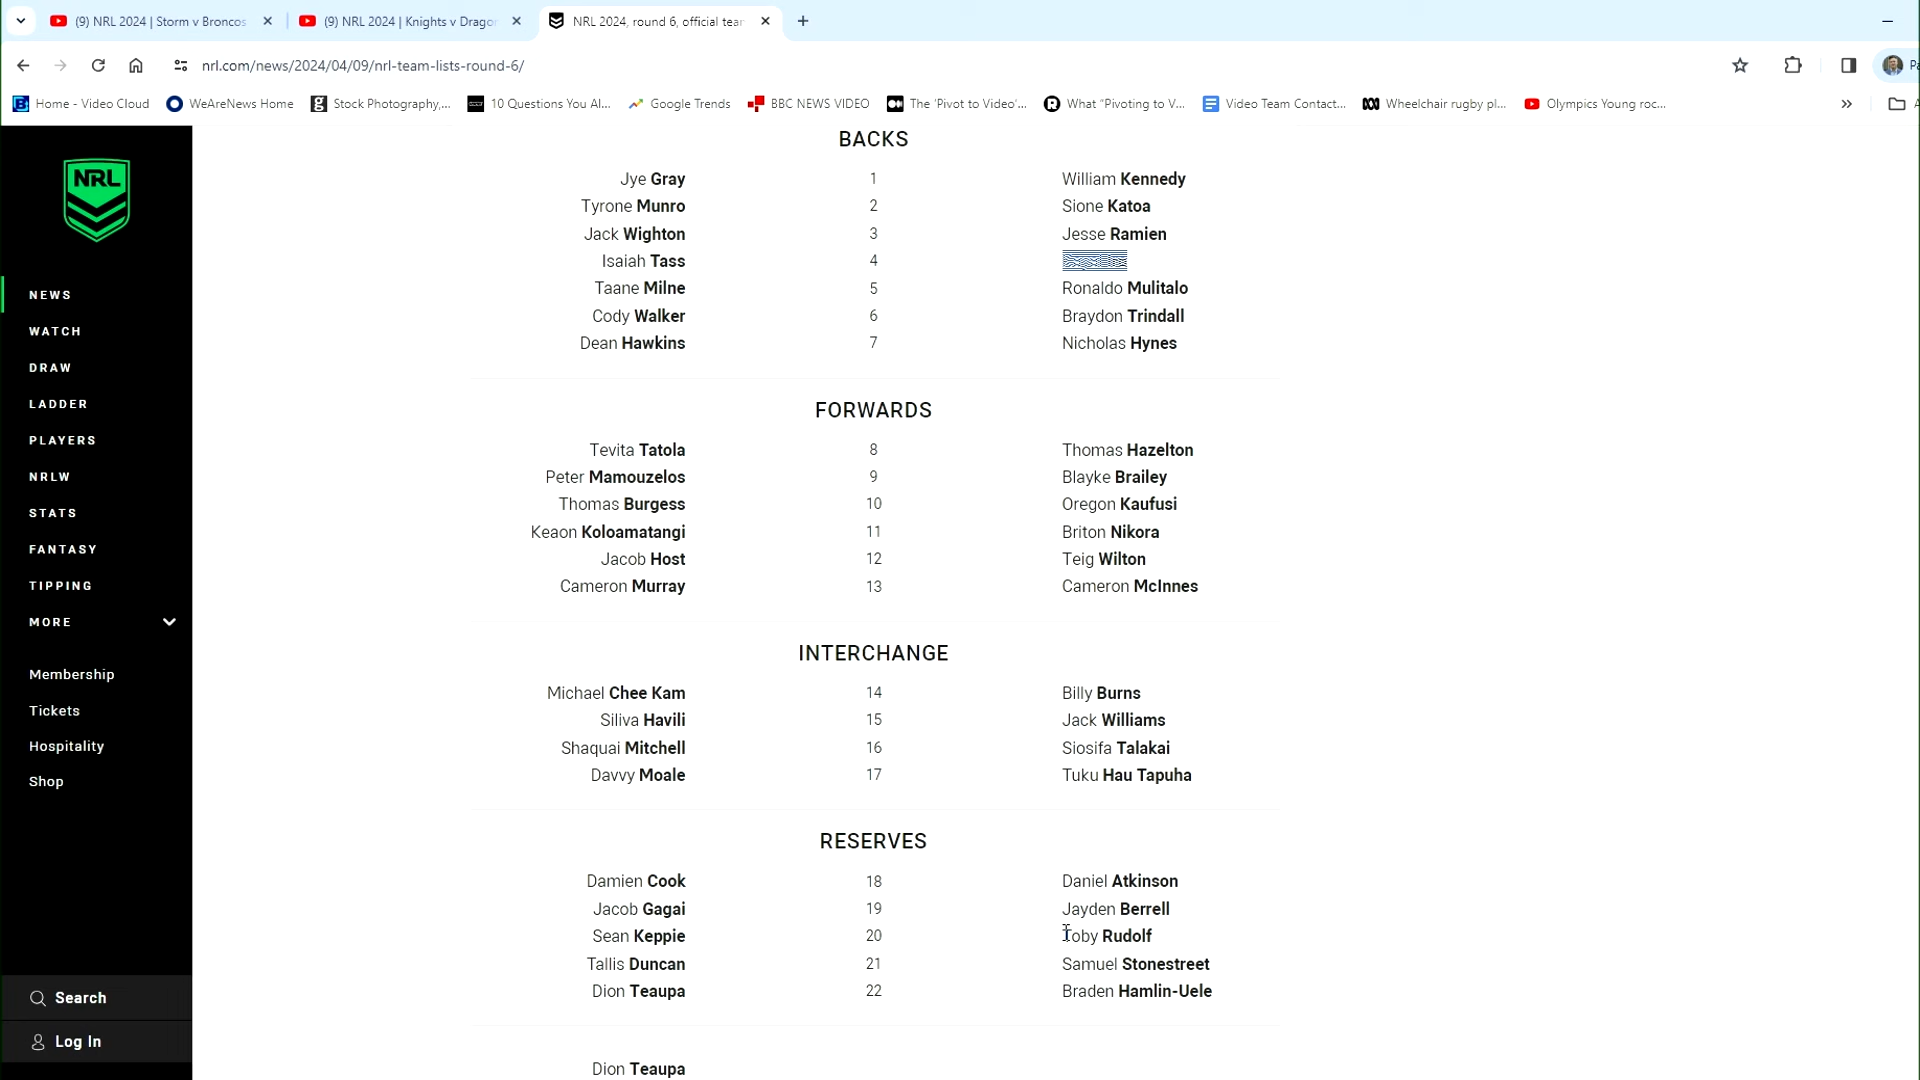 (9) NRL 2024 | Storm v Broncos
(9) NRL 2024 | Knights v Drago
NRL 2024, round 6, official tea
nrl.com/news/2024/04/09/nrl-team-lists-round-6/
Pa
Home - Video Cloud
WeAreNews Home
Stock Photography,...
10 Questions You Al...
Google Trends
BBC NEWS VIDEO
The 'Pivot to Video'...
What "Pivoting to V...
Video Team Contact...
Wheelchair rugby pl...
Olympics Young roc...
NRL
NEWS
WATCH
DRAW
LADDER
PLAYERS
NRLW
STATS
FANTASY
TIPPING
MORE
Membership
Tickets
Hospitality
Shop
Search
Log In
BACKS
Jye Gray 1 William Kennedy
Tyrone Munro 2 Sione Katoa
Jack Wighton 3 Jesse Ramien
Isaiah Tass 4
Taane Milne 5 Ronaldo Mulitalo
Cody Walker 6 Braydon Trindall
Dean Hawkins 7 Nicholas Hynes
FORWARDS
Tevita Tatola 8 Thomas Hazelton
Peter Mamouzelos 9 Blayke Brailey
Thomas Burgess 10 Oregon Kaufusi
Keaon Koloamatangi 11 Briton Nikora
Jacob Host 12 Teig Wilton
Cameron Murray 13 Cameron McInnes
INTERCHANGE
Michael Chee Kam 14 Billy Burns
Siliva Havili 15 Jack Williams
Shaquai Mitchell 16 Siosifa Talakai
Davvy Moale 17 Tuku Hau Tapuha
RESERVES
Damien Cook 18 Daniel Atkinson
Jacob Gagai 19 Jayden Berrell
Sean Keppie 20 Toby Rudolf
Tallis Duncan 21 Samuel Stonestreet
Dion Teaupa 22 Braden Hamlin-Uele
Dion Teaupa